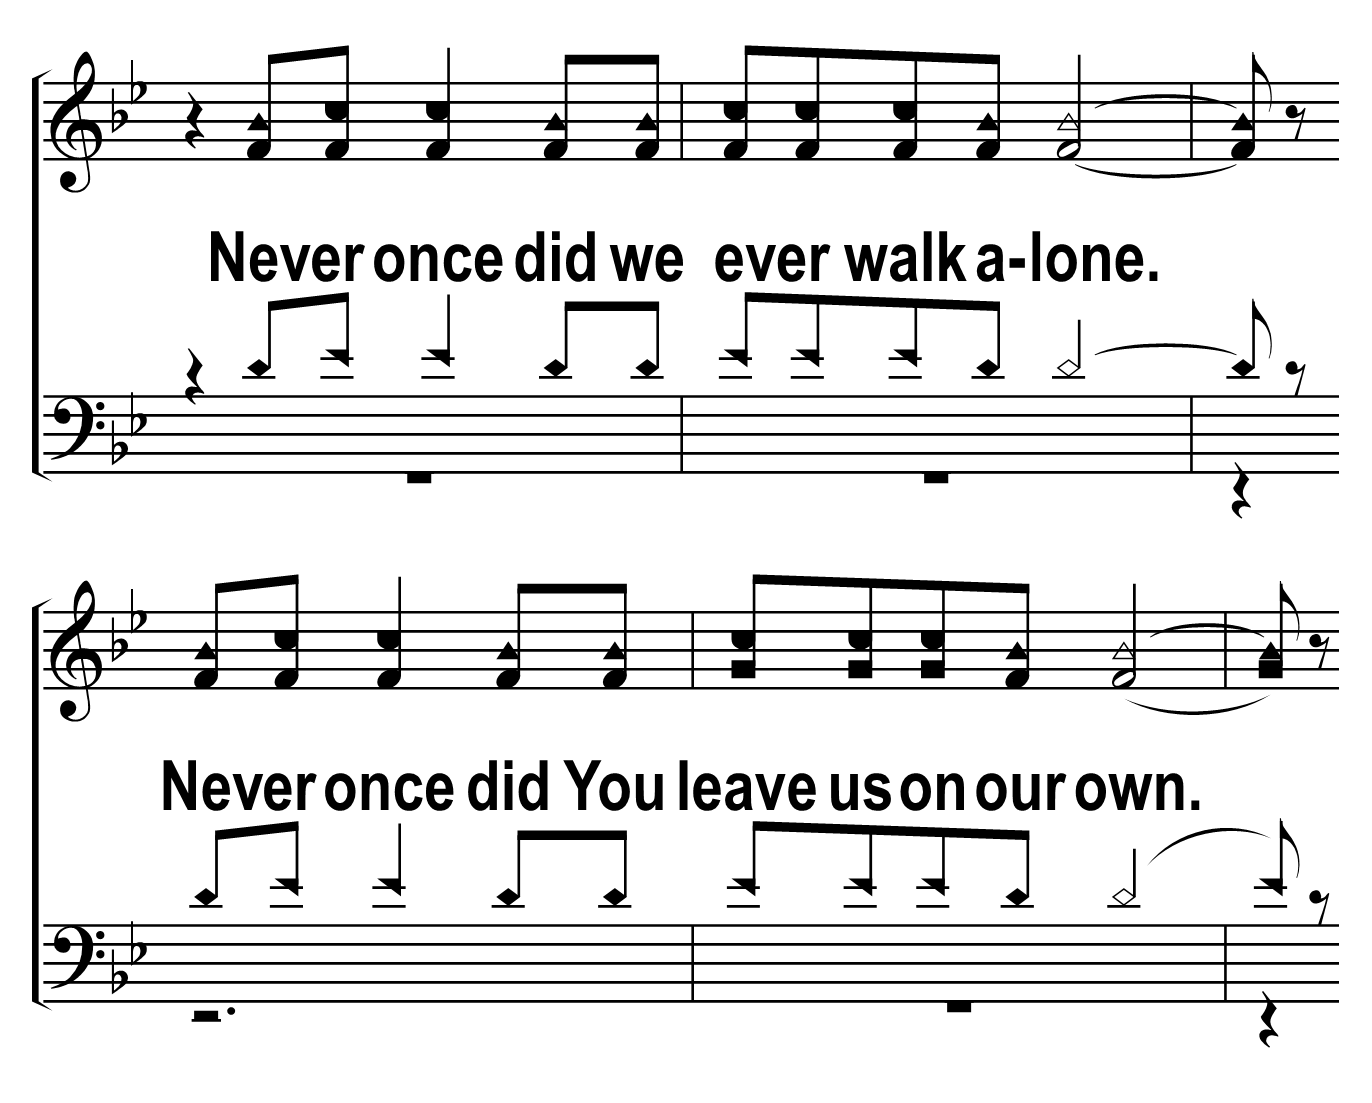 Never once did we ever walk a-lone.
Never once did You leave us on our own.